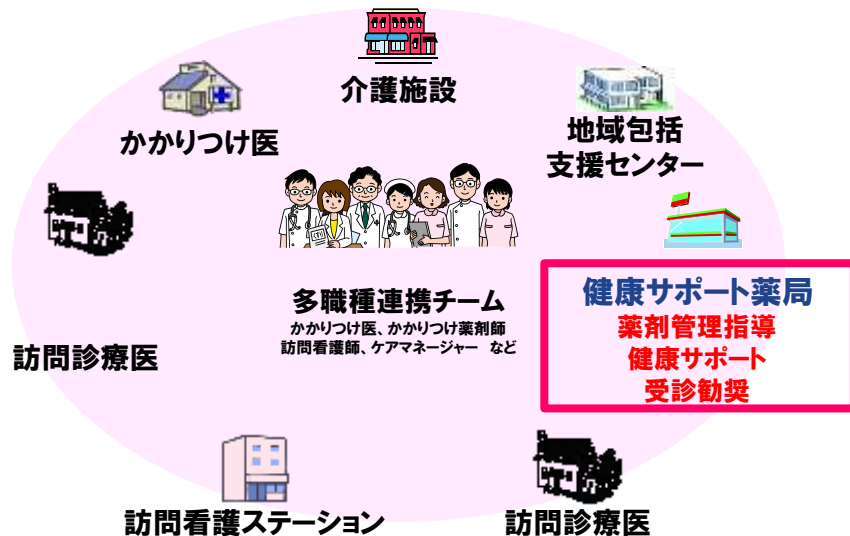 介護施設
かかりつけ医
地域包括
支援センター
多職種連携チーム
かかりつけ医、かかりつけ薬剤師
訪問看護師、ケアマネージャー など
健康サポート薬局
薬剤管理指導
健康サポート
受診勧奨
訪問診療医
訪問看護ステーション
訪問診療医